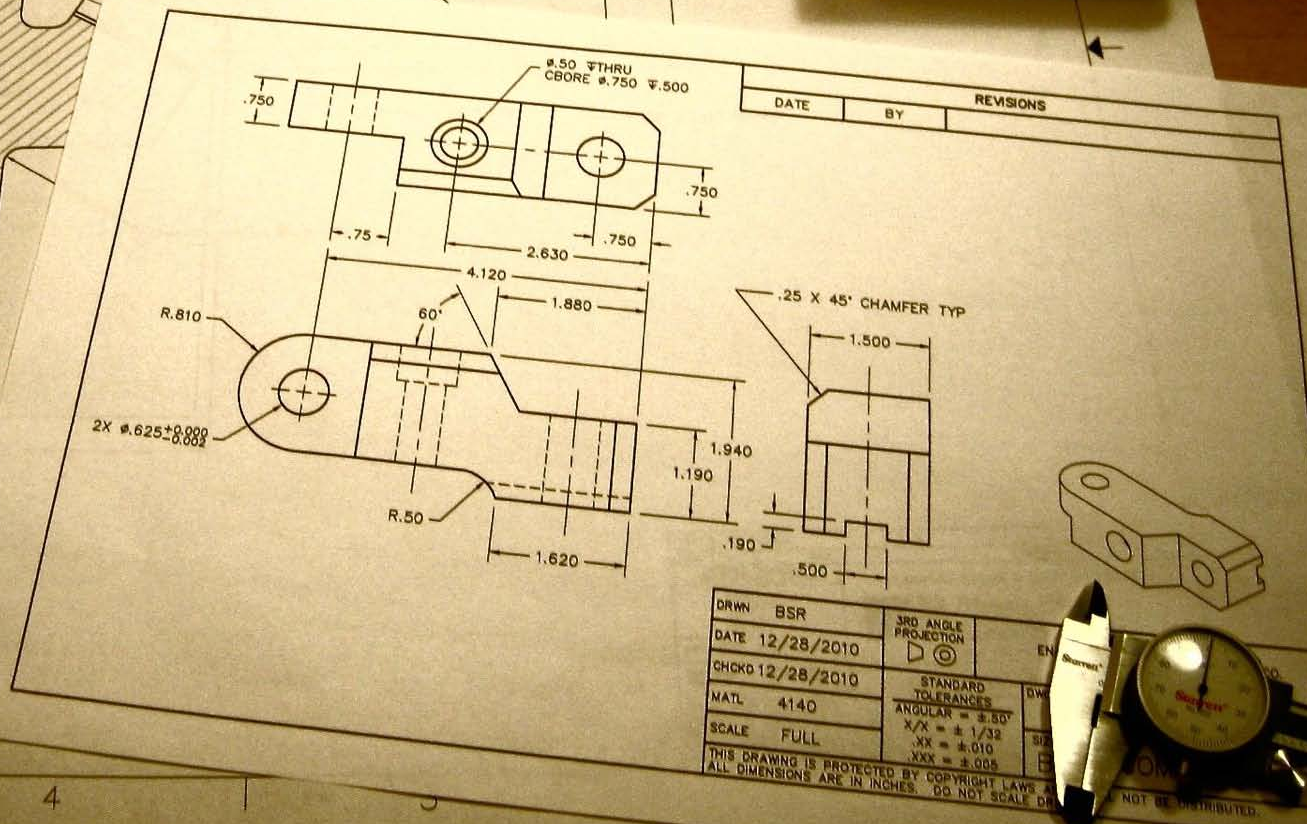 ⌀.50 ↧THRU
CBORE ⌀.750 ↧.500
REVISIONS
DATE
BY
.750
.750
.75
.750
2.630
4.120
1.880
60°
R.810
.25 X 45° CHAMFER TYP
1.500
2X ⌀.625+0.000
-0.002
1.940
1.190
R.50
1.620
.190
.500
DRWN BSR
DATE 12/28/2010
CHCKD 12/28/2010
MATL 4140
SCALE FULL
3RD ANGLE
PROJECTION
STANDARD
TOLERANCES
ANGULAR = ±.50°
X/X = ± 1/32
.XX = ±.010
.XXX = ±.005
THIS DRAWING IS PROTECTED BY COPYRIGHT LAWS
ALL DIMENSIONS ARE IN INCHES. DO NOT SCALE
NOT BE DISTRIBUTED.
Starrett
Starrett
4